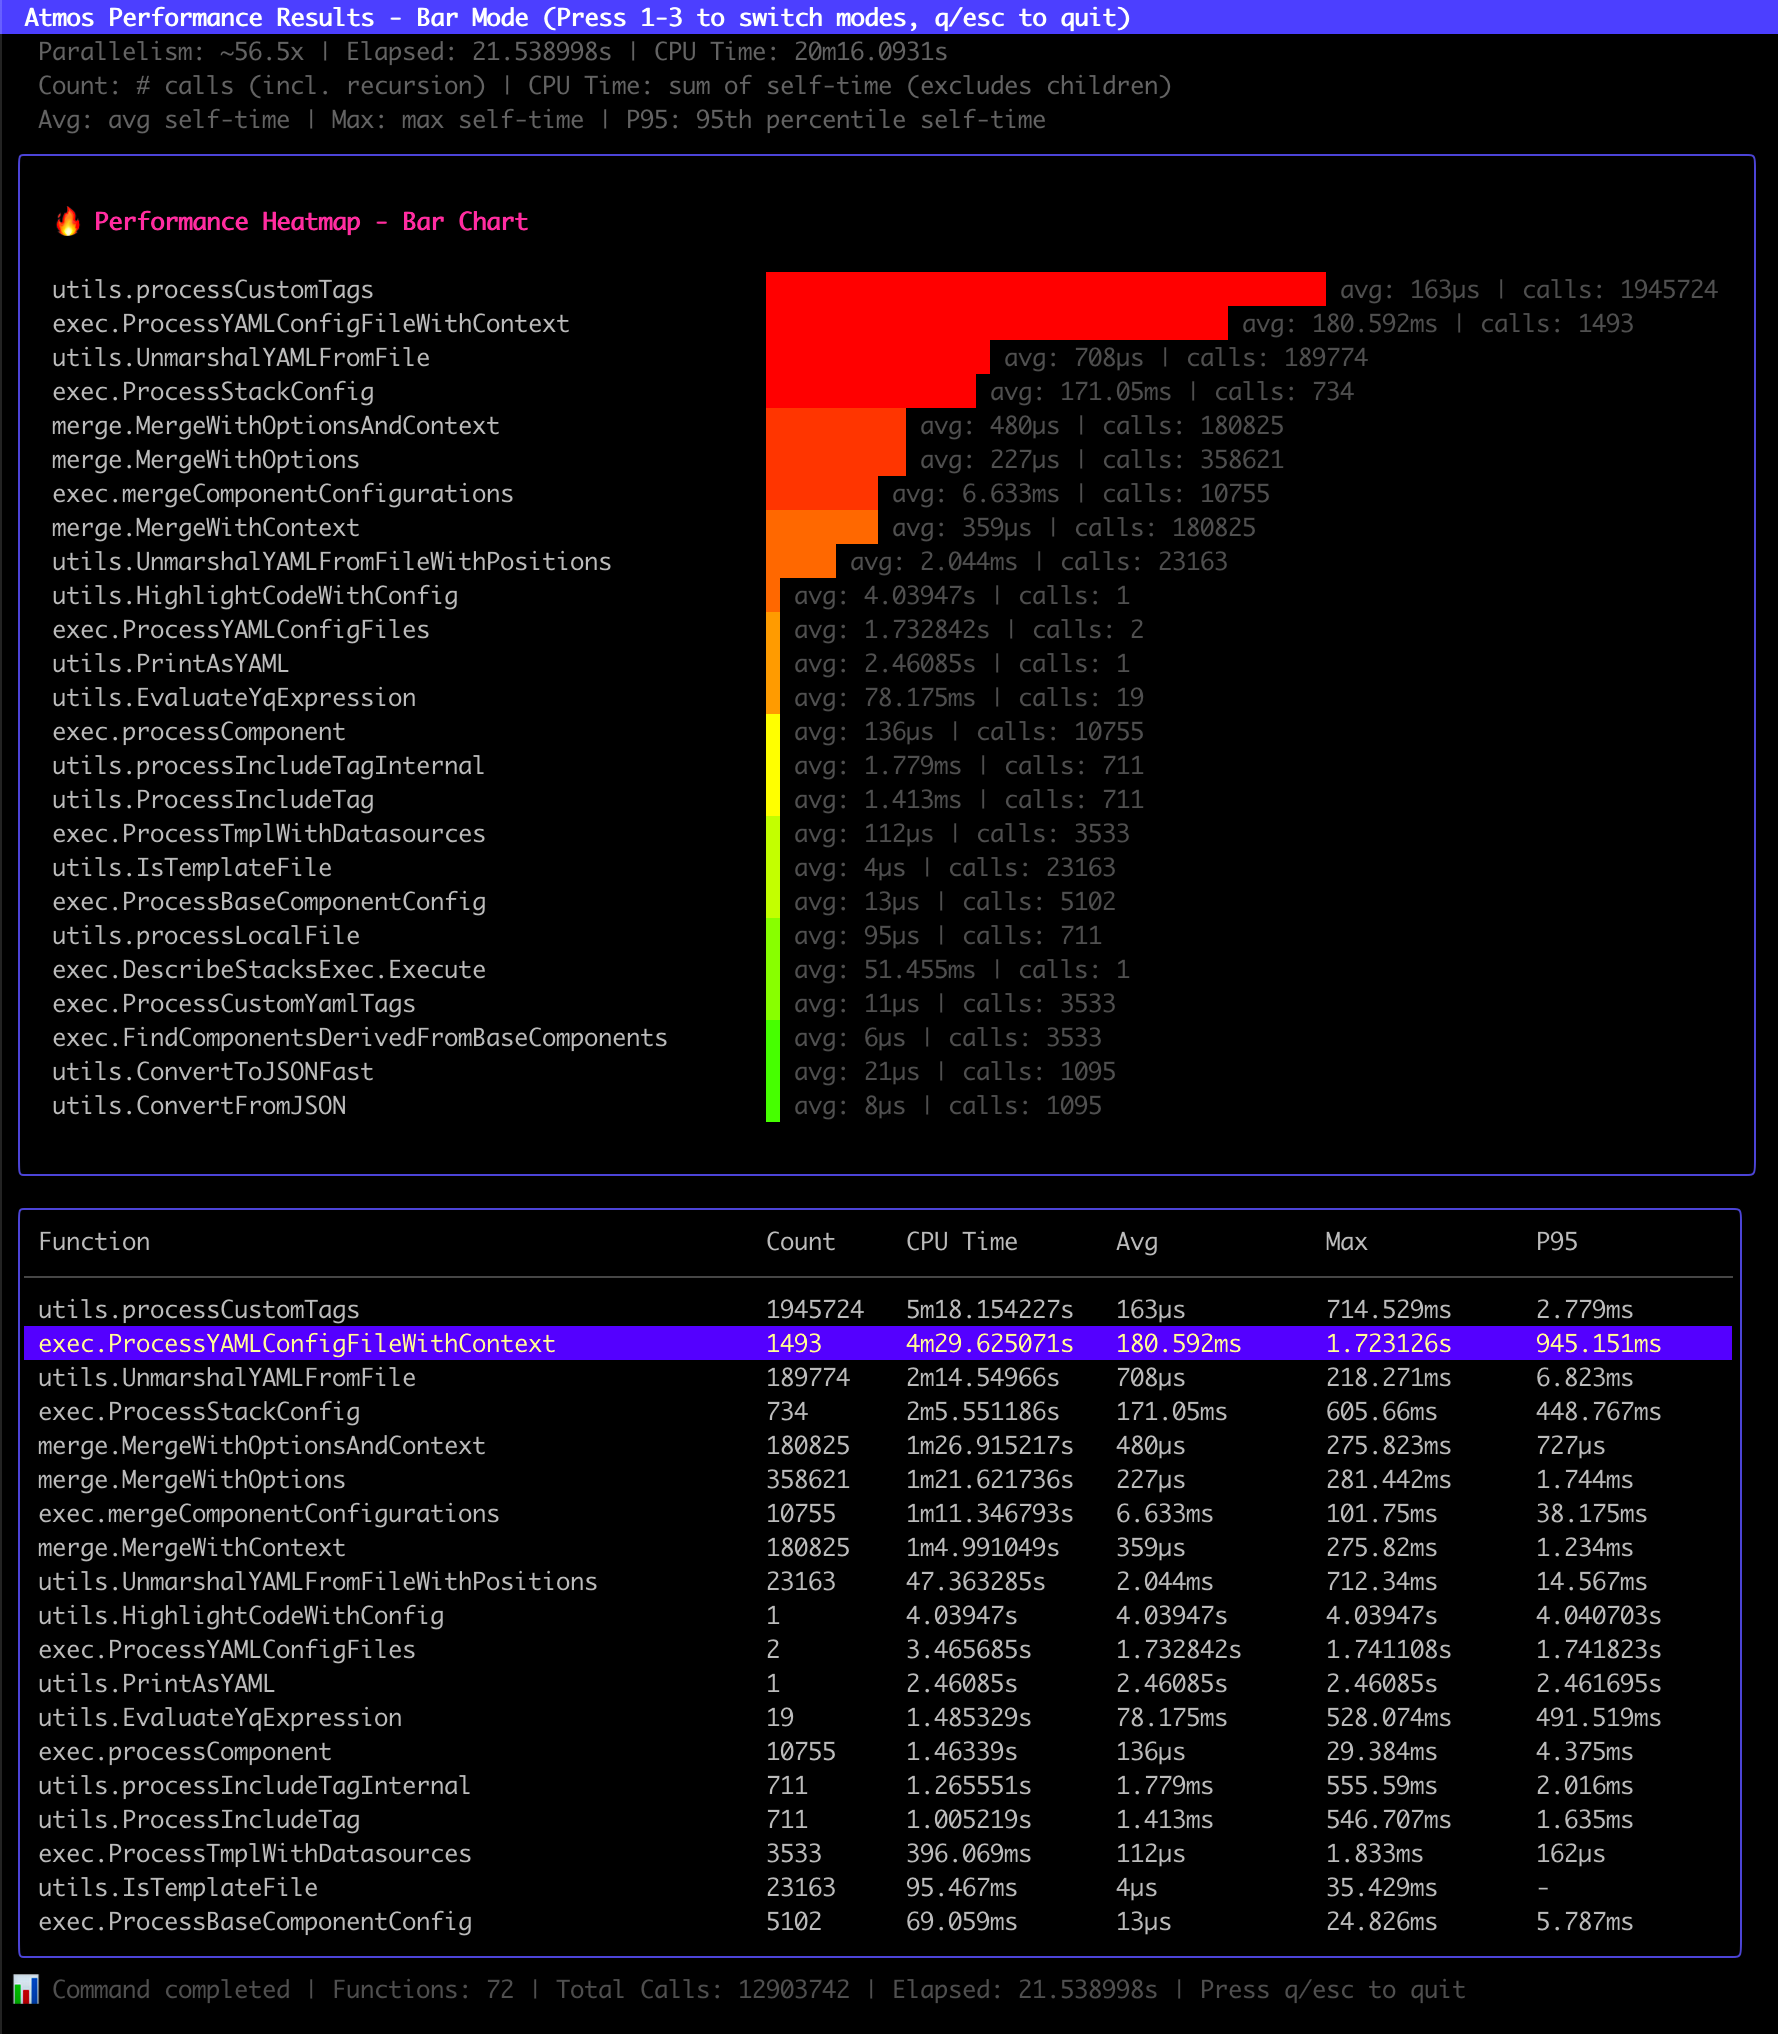 Atmos Performance Results - Bar Mode (Press 1-3 to switch modes, q/esc to quit)
Parallelism: ~56.5x | Elapsed: 21.538998s | CPU Time: 20m16.0931s
Count: # calls (incl. recursion) | CPU Time: sum of self-time (excludes children)
Avg: avg self-time | Max: max self-time | P95: 95th percentile self-time
🔥 Performance Heatmap - Bar Chart
utils.processCustomTags avg: 163µs | calls: 1945724
exec.ProcessYAMLConfigFileWithContext avg: 180.592ms | calls: 1493
utils.UnmarshalYAMLFromFile avg: 708µs | calls: 189774
exec.ProcessStackConfig avg: 171.05ms | calls: 734
merge.MergeWithOptionsAndContext avg: 480µs | calls: 180825
merge.MergeWithOptions avg: 227µs | calls: 358621
exec.mergeComponentConfigurations avg: 6.633ms | calls: 10755
merge.MergeWithContext avg: 359µs | calls: 180825
utils.UnmarshalYAMLFromFileWithPositions avg: 2.044ms | calls: 23163
utils.HighlightCodeWithConfig avg: 4.03947s | calls: 1
exec.ProcessYAMLConfigFiles avg: 1.732842s | calls: 2
utils.PrintAsYAML avg: 2.46085s | calls: 1
utils.EvaluateYqExpression avg: 78.175ms | calls: 19
exec.processComponent avg: 136µs | calls: 10755
utils.processIncludeTagInternal avg: 1.779ms | calls: 711
utils.ProcessIncludeTag avg: 1.413ms | calls: 711
exec.ProcessTmplWithDatasources avg: 112µs | calls: 3533
utils.IsTemplateFile avg: 4µs | calls: 23163
exec.ProcessBaseComponentConfig avg: 13µs | calls: 5102
utils.processLocalFile avg: 95µs | calls: 711
exec.DescribeStacksExec.Execute avg: 51.455ms | calls: 1
exec.ProcessCustomYamlTags avg: 11µs | calls: 3533
exec.FindComponentsDerivedFromBaseComponents avg: 6µs | calls: 3533
utils.ConvertToJSONFast avg: 21µs | calls: 1095
utils.ConvertFromJSON avg: 8µs | calls: 1095
Function Count CPU Time Avg Max P95
utils.processCustomTags 1945724 5m18.154227s 163µs 714.529ms 2.779ms
exec.ProcessYAMLConfigFileWithContext 1493 4m29.625071s 180.592ms 1.723126s 945.151ms
utils.UnmarshalYAMLFromFile 189774 2m14.54966s 708µs 218.271ms 6.823ms
exec.ProcessStackConfig 734 2m5.551186s 171.05ms 605.66ms 448.767ms
merge.MergeWithOptionsAndContext 180825 1m26.915217s 480µs 275.823ms 727µs
merge.MergeWithOptions 358621 1m21.621736s 227µs 281.442ms 1.744ms
exec.mergeComponentConfigurations 10755 1m11.346793s 6.633ms 101.75ms 38.175ms
merge.MergeWithContext 180825 1m4.991049s 359µs 275.82ms 1.234ms
utils.UnmarshalYAMLFromFileWithPositions 23163 47.363285s 2.044ms 712.34ms 14.567ms
utils.HighlightCodeWithConfig 1 4.03947s 4.03947s 4.03947s 4.040703s
exec.ProcessYAMLConfigFiles 2 3.465685s 1.732842s 1.741108s 1.741823s
utils.PrintAsYAML 1 2.46085s 2.46085s 2.46085s 2.461695s
utils.EvaluateYqExpression 19 1.485329s 78.175ms 528.074ms 491.519ms
exec.processComponent 10755 1.46339s 136µs 29.384ms 4.375ms
utils.processIncludeTagInternal 711 1.265551s 1.779ms 555.59ms 2.016ms
utils.ProcessIncludeTag 711 1.005219s 1.413ms 546.707ms 1.635ms
exec.ProcessTmplWithDatasources 3533 396.069ms 112µs 1.833ms 162µs
utils.IsTemplateFile 23163 95.467ms 4µs 35.429ms -
exec.ProcessBaseComponentConfig 5102 69.059ms 13µs 24.826ms 5.787ms
📊 Command completed | Functions: 72 | Total Calls: 12903742 | Elapsed: 21.538998s | Press q/esc to quit